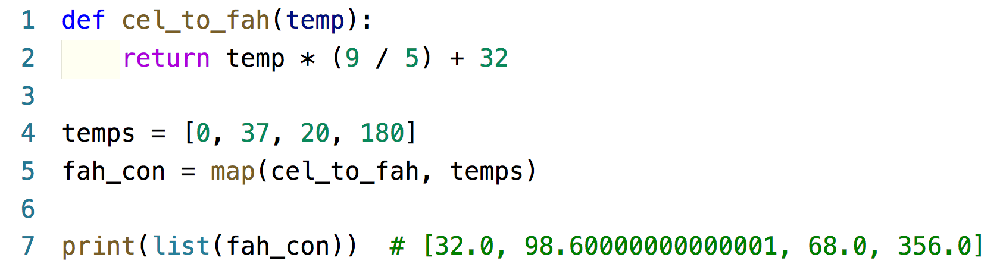 1 def cel_to_fah(temp):
2     return temp * (9 / 5) + 32
3
4 temps = [0, 37, 20, 180]
5 fah_con = map(cel_to_fah, temps)
6
7 print(list(fah_con))  # [32.0, 98.60000000000001, 68.0, 356.0]